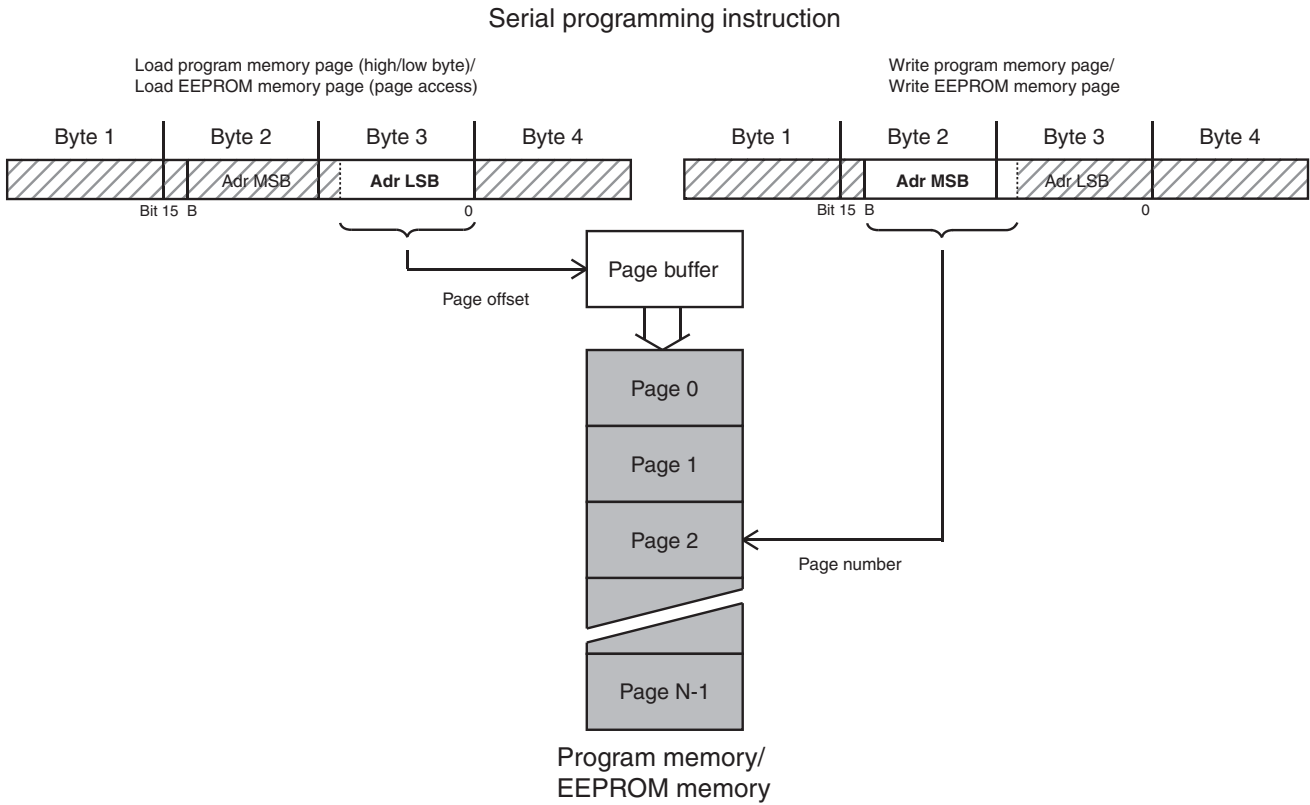 Serial programming instruction
Load program memory page (high/low byte)/
Load EEPROM memory page (page access)
Write program memory page/
Write EEPROM memory page
Byte 1 Byte 2 Byte 3 Byte 4
Byte 1 Byte 2 Byte 3 Byte 4
Adr MSB Adr LSB
Adr MSB Adr LSB
Bit 15 B 0
Bit 15 B 0
Page buffer
Page offset
Page 0
Page 1
Page 2
Page number
Page N-1
Program memory/
EEPROM memory